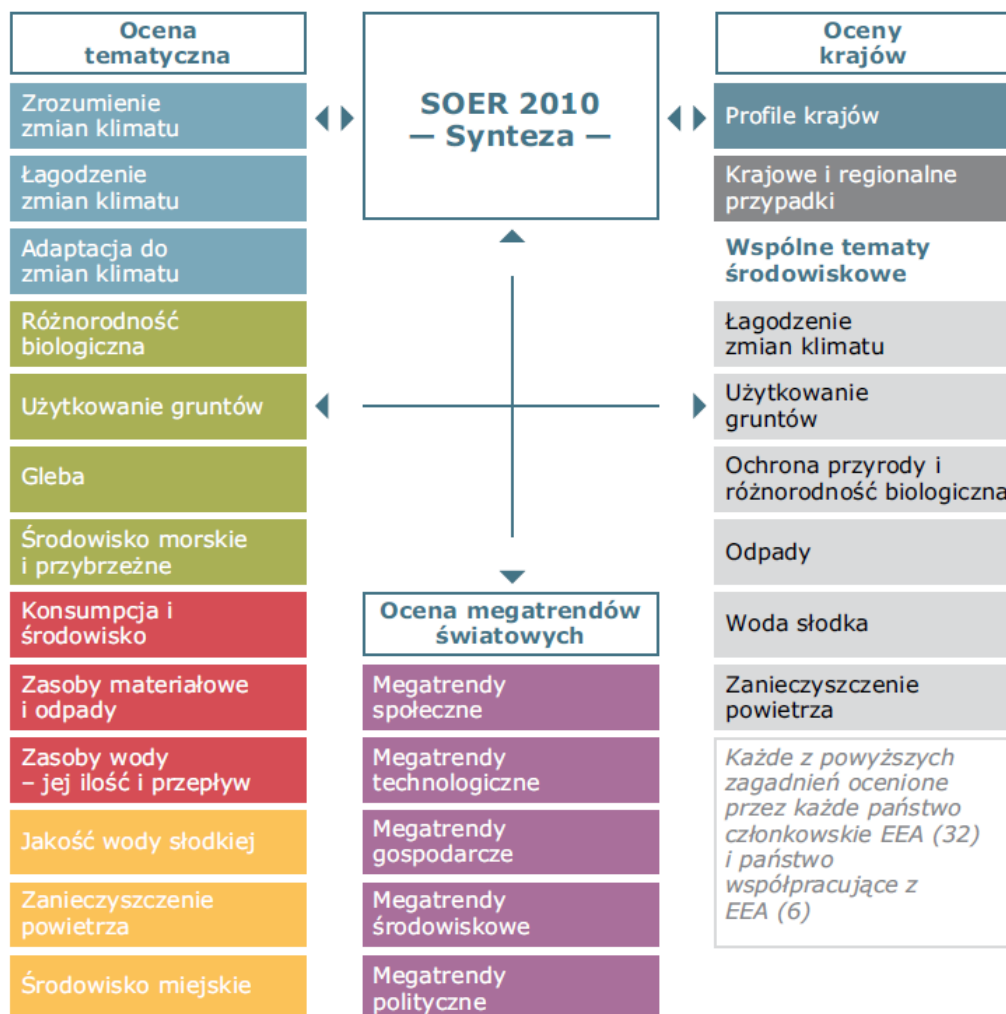 Ocena
tematyczna
Zrozumienie
zmian klimatu
Łagodzenie
zmian klimatu
Adaptacja do
zmian klimatu
Różnorodność
biologiczna
Użytkowanie gruntów
Gleba
Środowisko morskie
i przybrzeżne
Konsumpcja i
środowisko
Zasoby materiałowe
i odpady
Zasoby wody
– jej ilość i przepływ
Jakość wody słodkiej
Zanieczyszczenie
powietrza
Środowisko miejskie
SOER 2010
— Synteza —
Ocena megatrendów
światowych
Megatrendy
społeczne
Megatrendy
technologiczne
Megatrendy
gospodarcze
Megatrendy
środowiskowe
Megatrendy
polityczne
Oceny
krajów
Profile krajów
Krajowe i regionalne
przypadki
Wspólne tematy
środowiskowe
Łagodzenie
zmian klimatu
Użytkowanie
gruntów
Ochrona przyrody i
różnorodność biologiczna
Odpady
Woda słodka
Zanieczyszczenie
powietrza
Każde z powyższych
zagadnień ocenione
przez każde państwo
członkowskie EEA (32)
i państwo
współpracujące z
EEA (6)